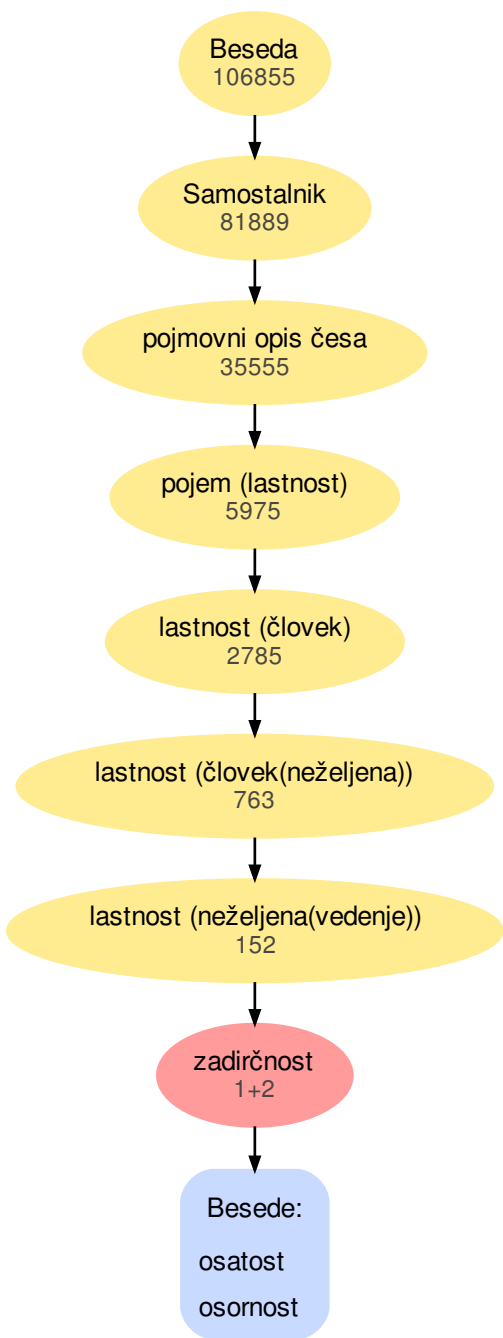 Beseda
106855
Samostalnik
81889
pojmovni opis česa
35555
pojem (lastnost)
5975
lastnost (človek)
2785
lastnost (človek(neželjena))
763
lastnost (neželjena(vedenje))
152
zadirčnost
1+2
Besede:
osatost
osornost